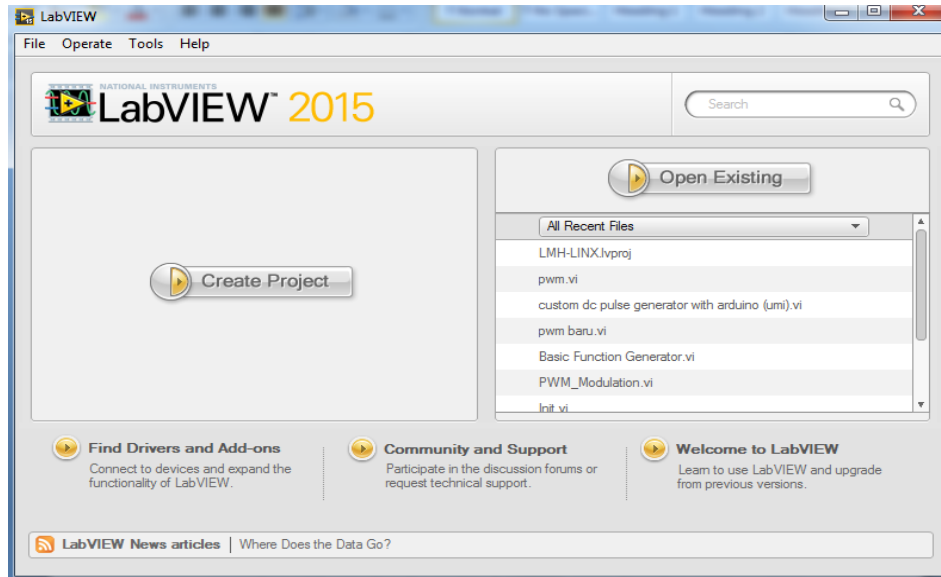 LabVIEW
File Operate Tools Help
NATIONAL INSTRUMENTS
LabVIEW™ 2015
Search
Create Project
Open Existing
All Recent Files
LMH-LINX.lvproj
pwm.vi
custom dc pulse generator with arduino (umi).vi
pwm baru.vi
Basic Function Generator.vi
PWM_Modulation.vi
Init.vi
Find Drivers and Add-ons
Connect to devices and expand the
functionality of LabVIEW.
Community and Support
Participate in the discussion forums or
request technical support.
Welcome to LabVIEW
Learn to use LabVIEW and upgrade
from previous versions.
LabVIEW News articles | Where Does the Data Go?